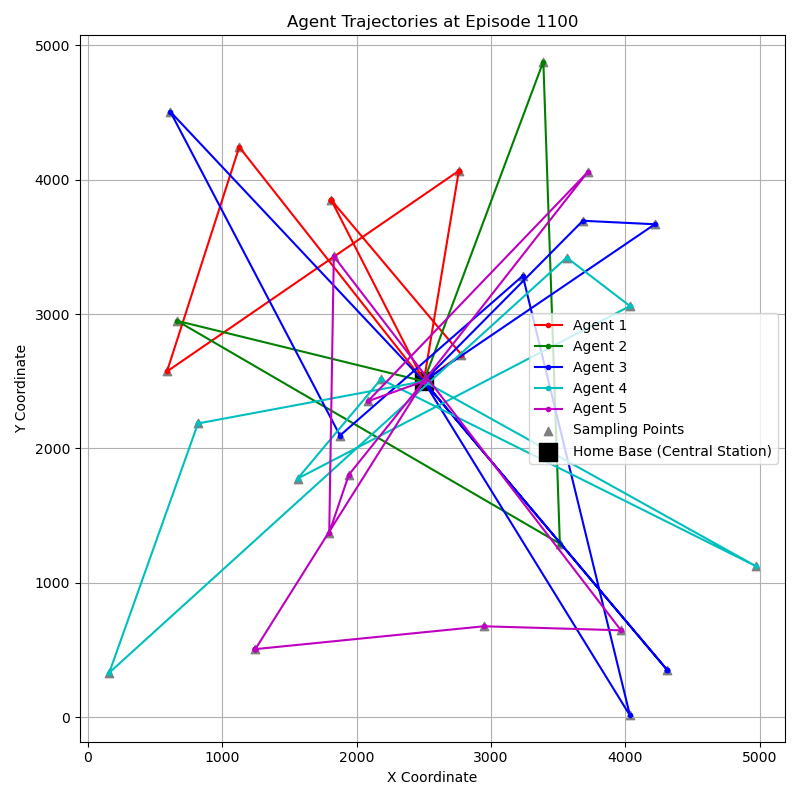 Agent Trajectories at Episode 1100
Y Coordinate
5000
4000
3000
2000
1000
0
Agent 1
Agent 2
Agent 3
Agent 4
Agent 5
Sampling Points
Home Base (Central Station)
0 1000 2000 3000 4000 5000
X Coordinate